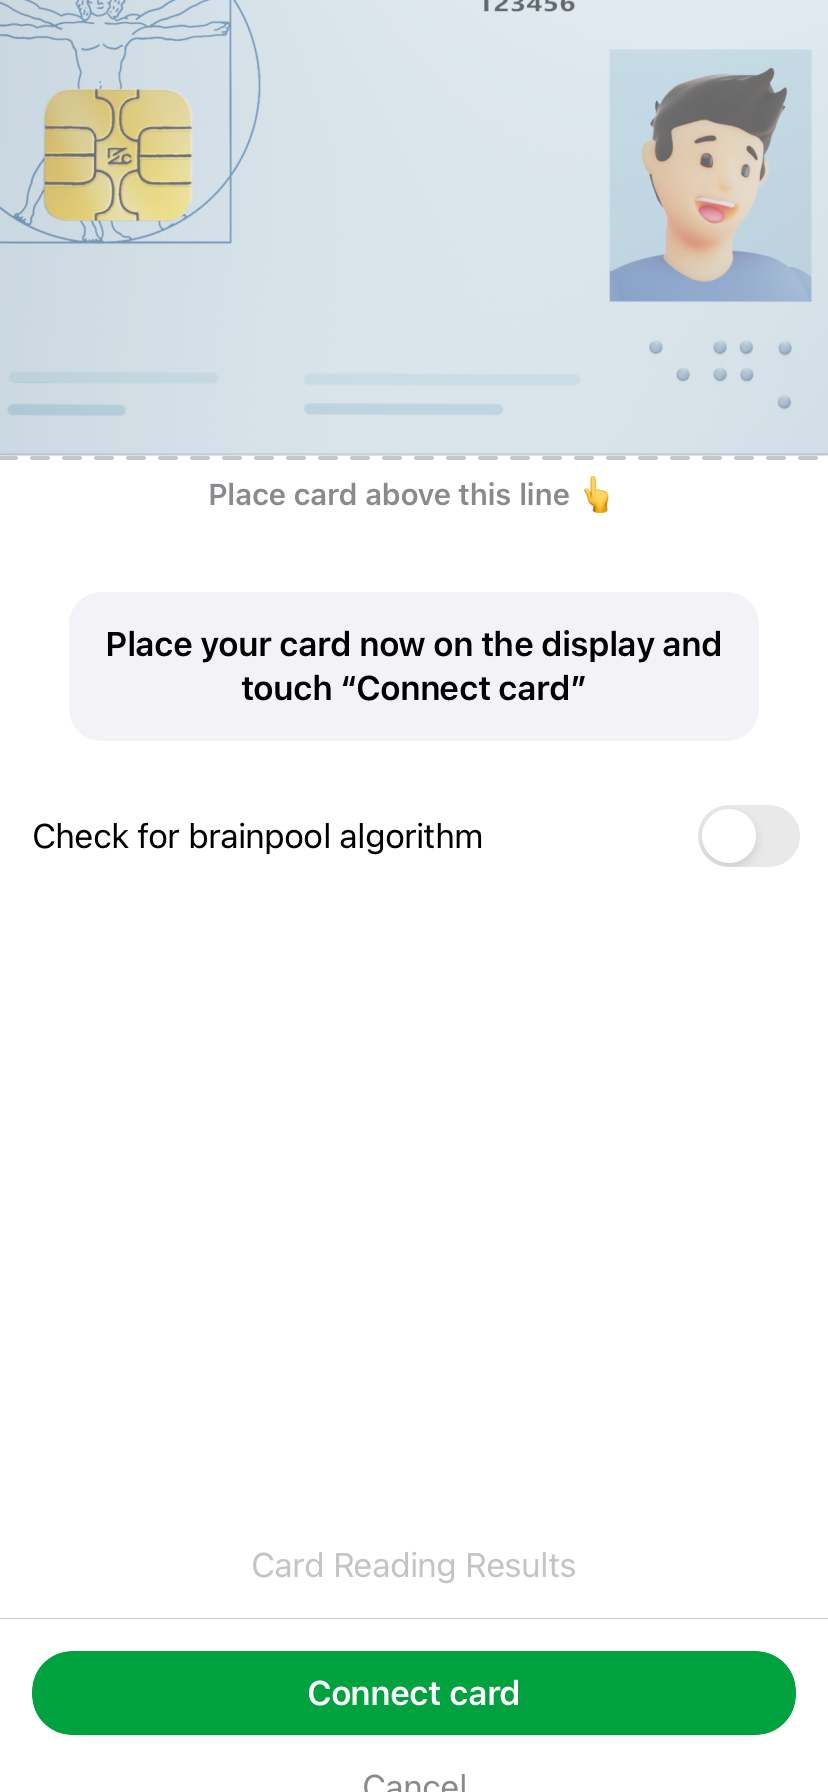 123456
Place card above this line 👆
Place your card now on the display and
touch “Connect card”
Check for brainpool algorithm
Card Reading Results
Connect card
Cancel